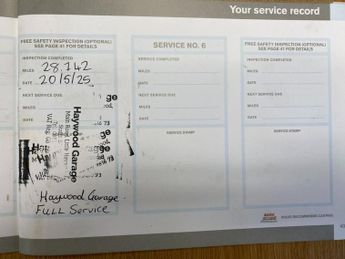 Your service record
FREE SAFETY INSPECTION (OPTIONAL)
SEE PAGE 41 FOR DETAILS
INSPECTION COMPLETED
MILES 28,142
DATE 20/5/25
NEXT SERVICE DUE
MILES
DATE
Haywood Garage
Haywood Garage
FULL Service
SERVICE NO. 6
SERVICE COMPLETED
MILES
DATE
NEXT SERVICE DUE
MILES
DATE
SERVICE STAMP
FREE SAFETY INSPECTION (OPTIONAL)
SEE PAGE 41 FOR DETAILS
INSPECTION COMPLETED
MILES
DATE
NEXT SERVICE DUE
MILES
DATE
SERVICE STAMP